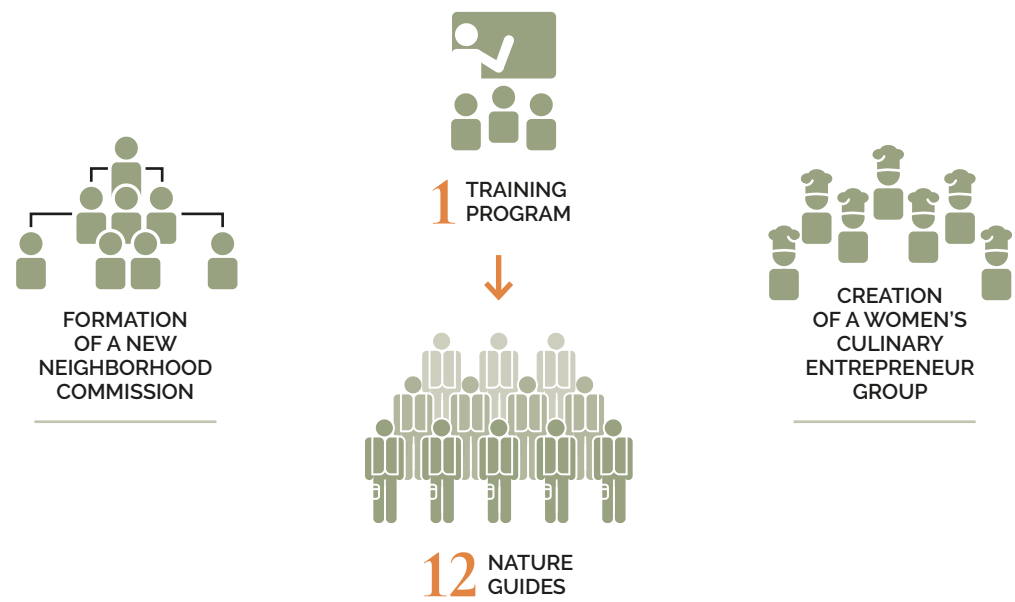 1 TRAINING
PROGRAM
FORMATION
OF A NEW
NEIGHBORHOOD
COMMISSION
CREATION
OF A WOMEN'S
CULINARY
ENTREPRENEUR
GROUP
12 NATURE
GUIDES